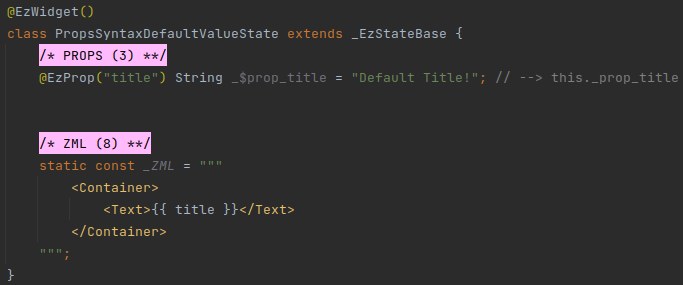 @EzWidget()
class PropsSyntaxDefaultValueState extends _EzStateBase {
    /* PROPS (3) **/
    @EzProp("title") String _$prop_title = "Default Title!"; // --> this._prop_title
    /* ZML (8) **/
    static const _ZML = """
        <Container>
            <Text>{{ title }}</Text>
        </Container>
    """;
}